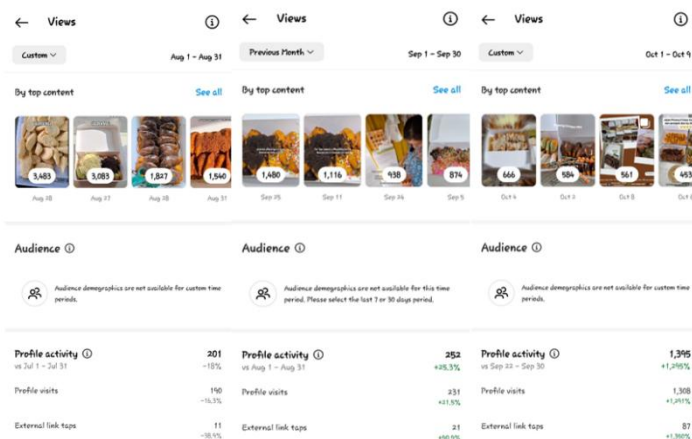 Views
Custom
Aug 1 – Aug 31
By top content
See all
3,483
3,083
1,827
1,540
Aug 28
Aug 27
Aug 28
Aug 31
Audience
Audience demographics are not available for custom time
periods.
Profile activity
201
vs Jul 1 – Jul 31
-18%
Profile visits
190
-16.3%
External link taps
11
Views
Previous Month
Sep 1 – Sep 30
By top content
See all
1,480
1,116
938
874
Sep 25
Sep 11
Sep 26
Sep 5
Audience
Audience demographics are not available for this time
period. Please select the last 7 or 30 days period.
Profile activity
252
vs Aug 1 – Aug 31
+25.3%
Profile visits
231
+21.5%
External link taps
21
Views
Custom
Oct 1 – Oct 9
By top content
See all
666
584
561
453
Oct 4
Oct 8
Audience
Audience demographics are not available for custom time
periods.
Profile activity
1,395
vs Sep 22 – Sep 30
+1,295%
Profile visits
1,308
External link taps
87